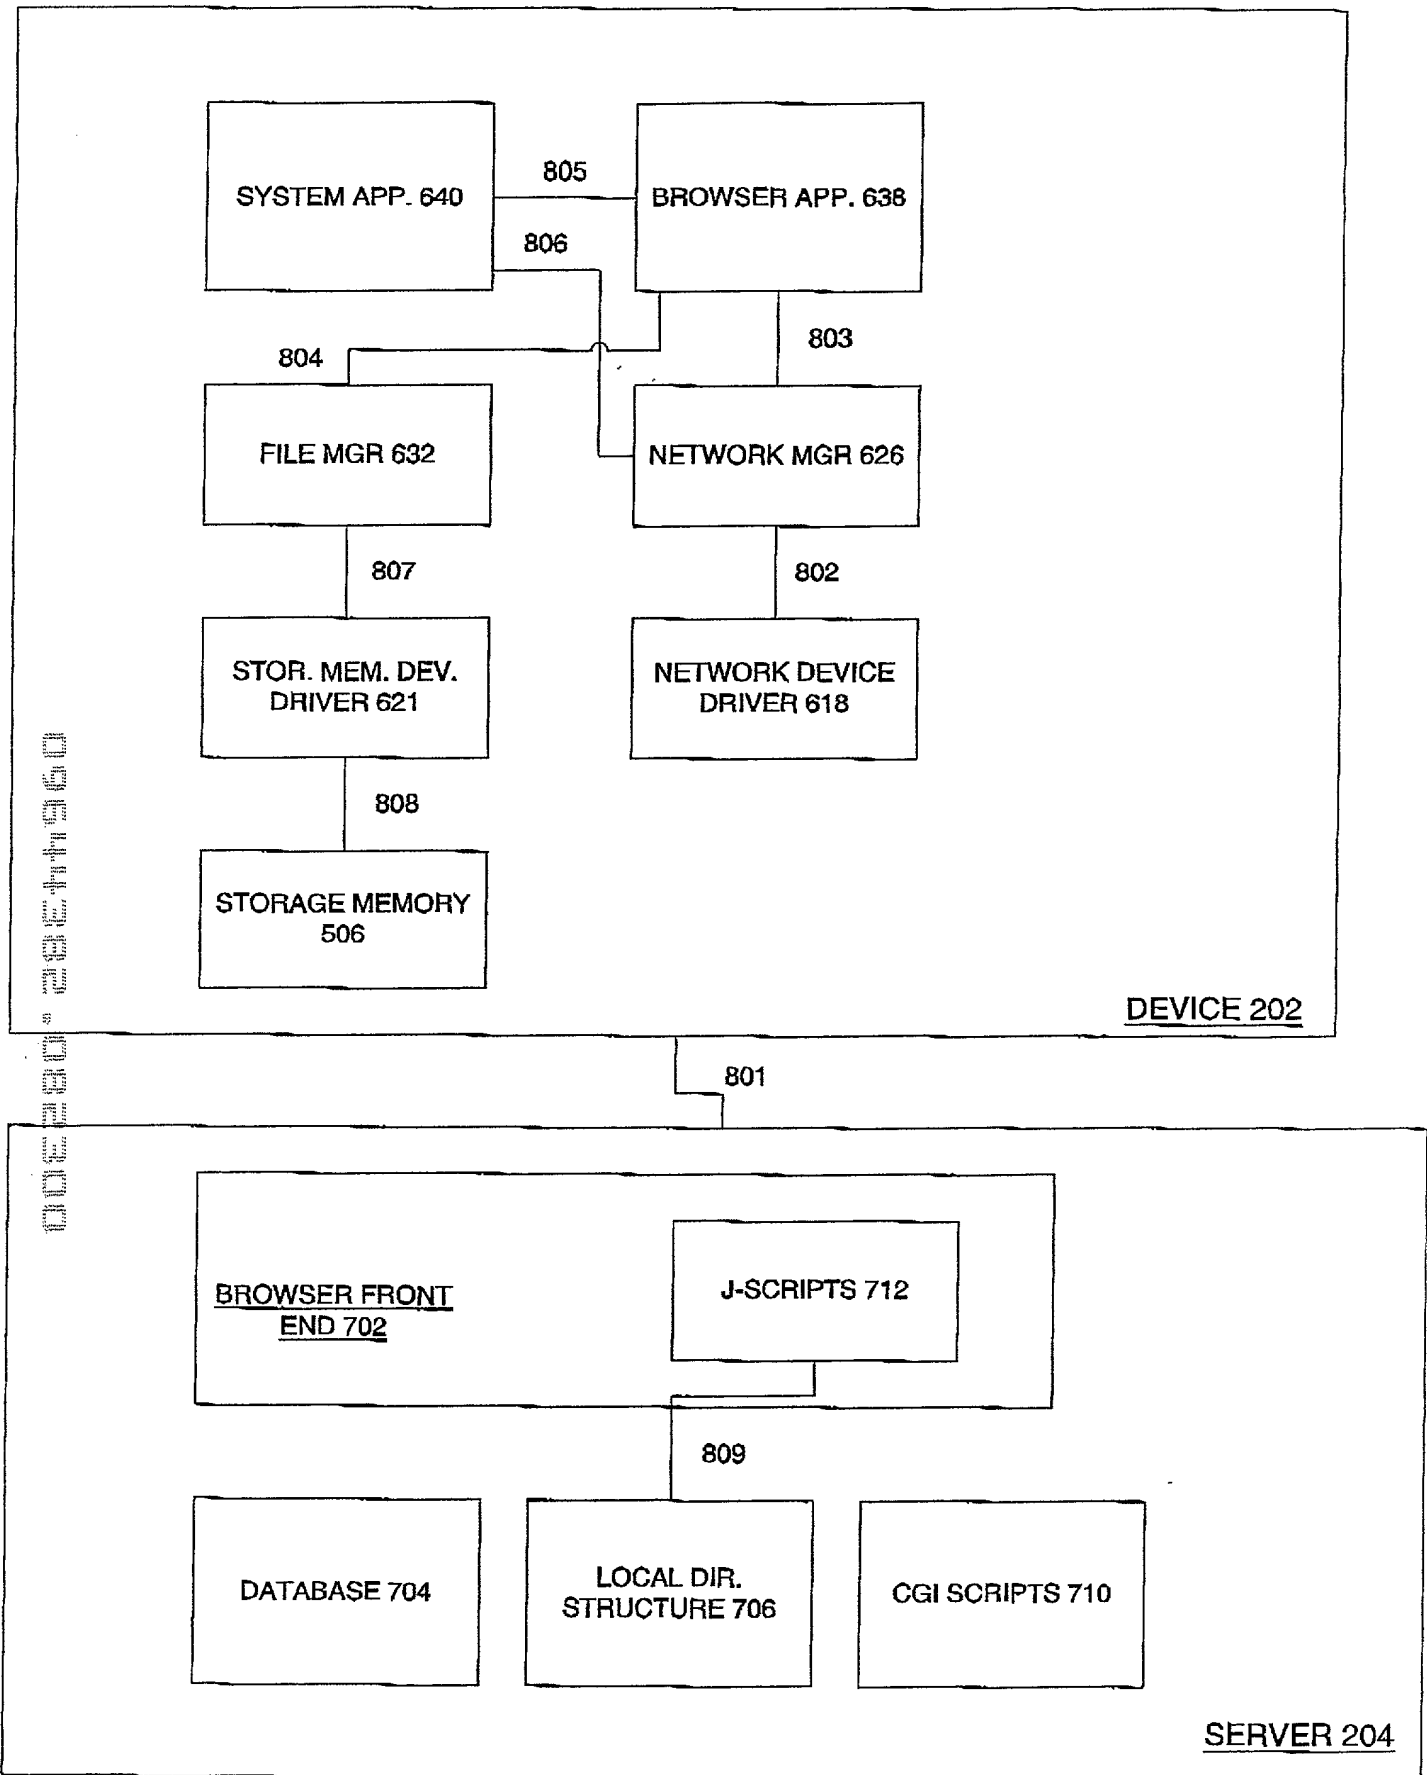 805
SYSTEM APP. 640
BROWSER APP. 638
806
803
804
FILE MGR 632
NETWORK MGR 626
807
802
STOR. MEM. DEV.
DRIVER 621
NETWORK DEVICE
DRIVER 618
808
STORAGE MEMORY
506
DEVICE 202
801
J-SCRIPTS 712
BROWSER FRONT
END 702
809
DATABASE 704
LOCAL DIR.
STRUCTURE 706
CGI SCRIPTS 710
SERVER 204